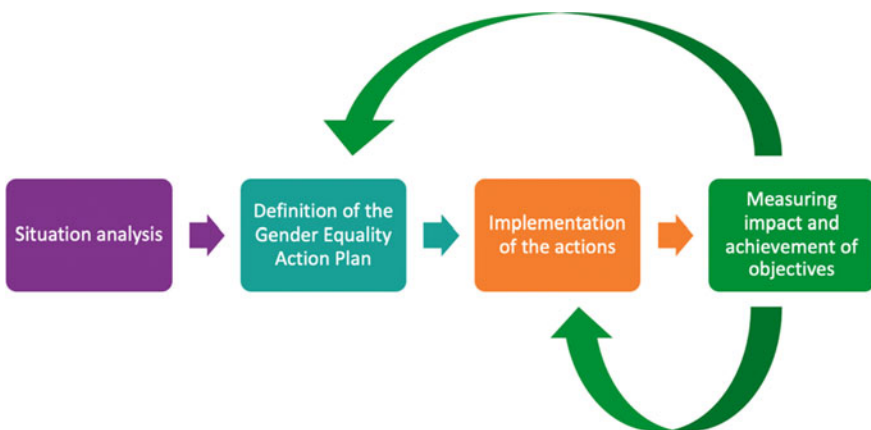 Situation analysis
Definition of the
Gender Equality
Action Plan
Implementation
of the actions
Measuring
impact and
achievement of
objectives